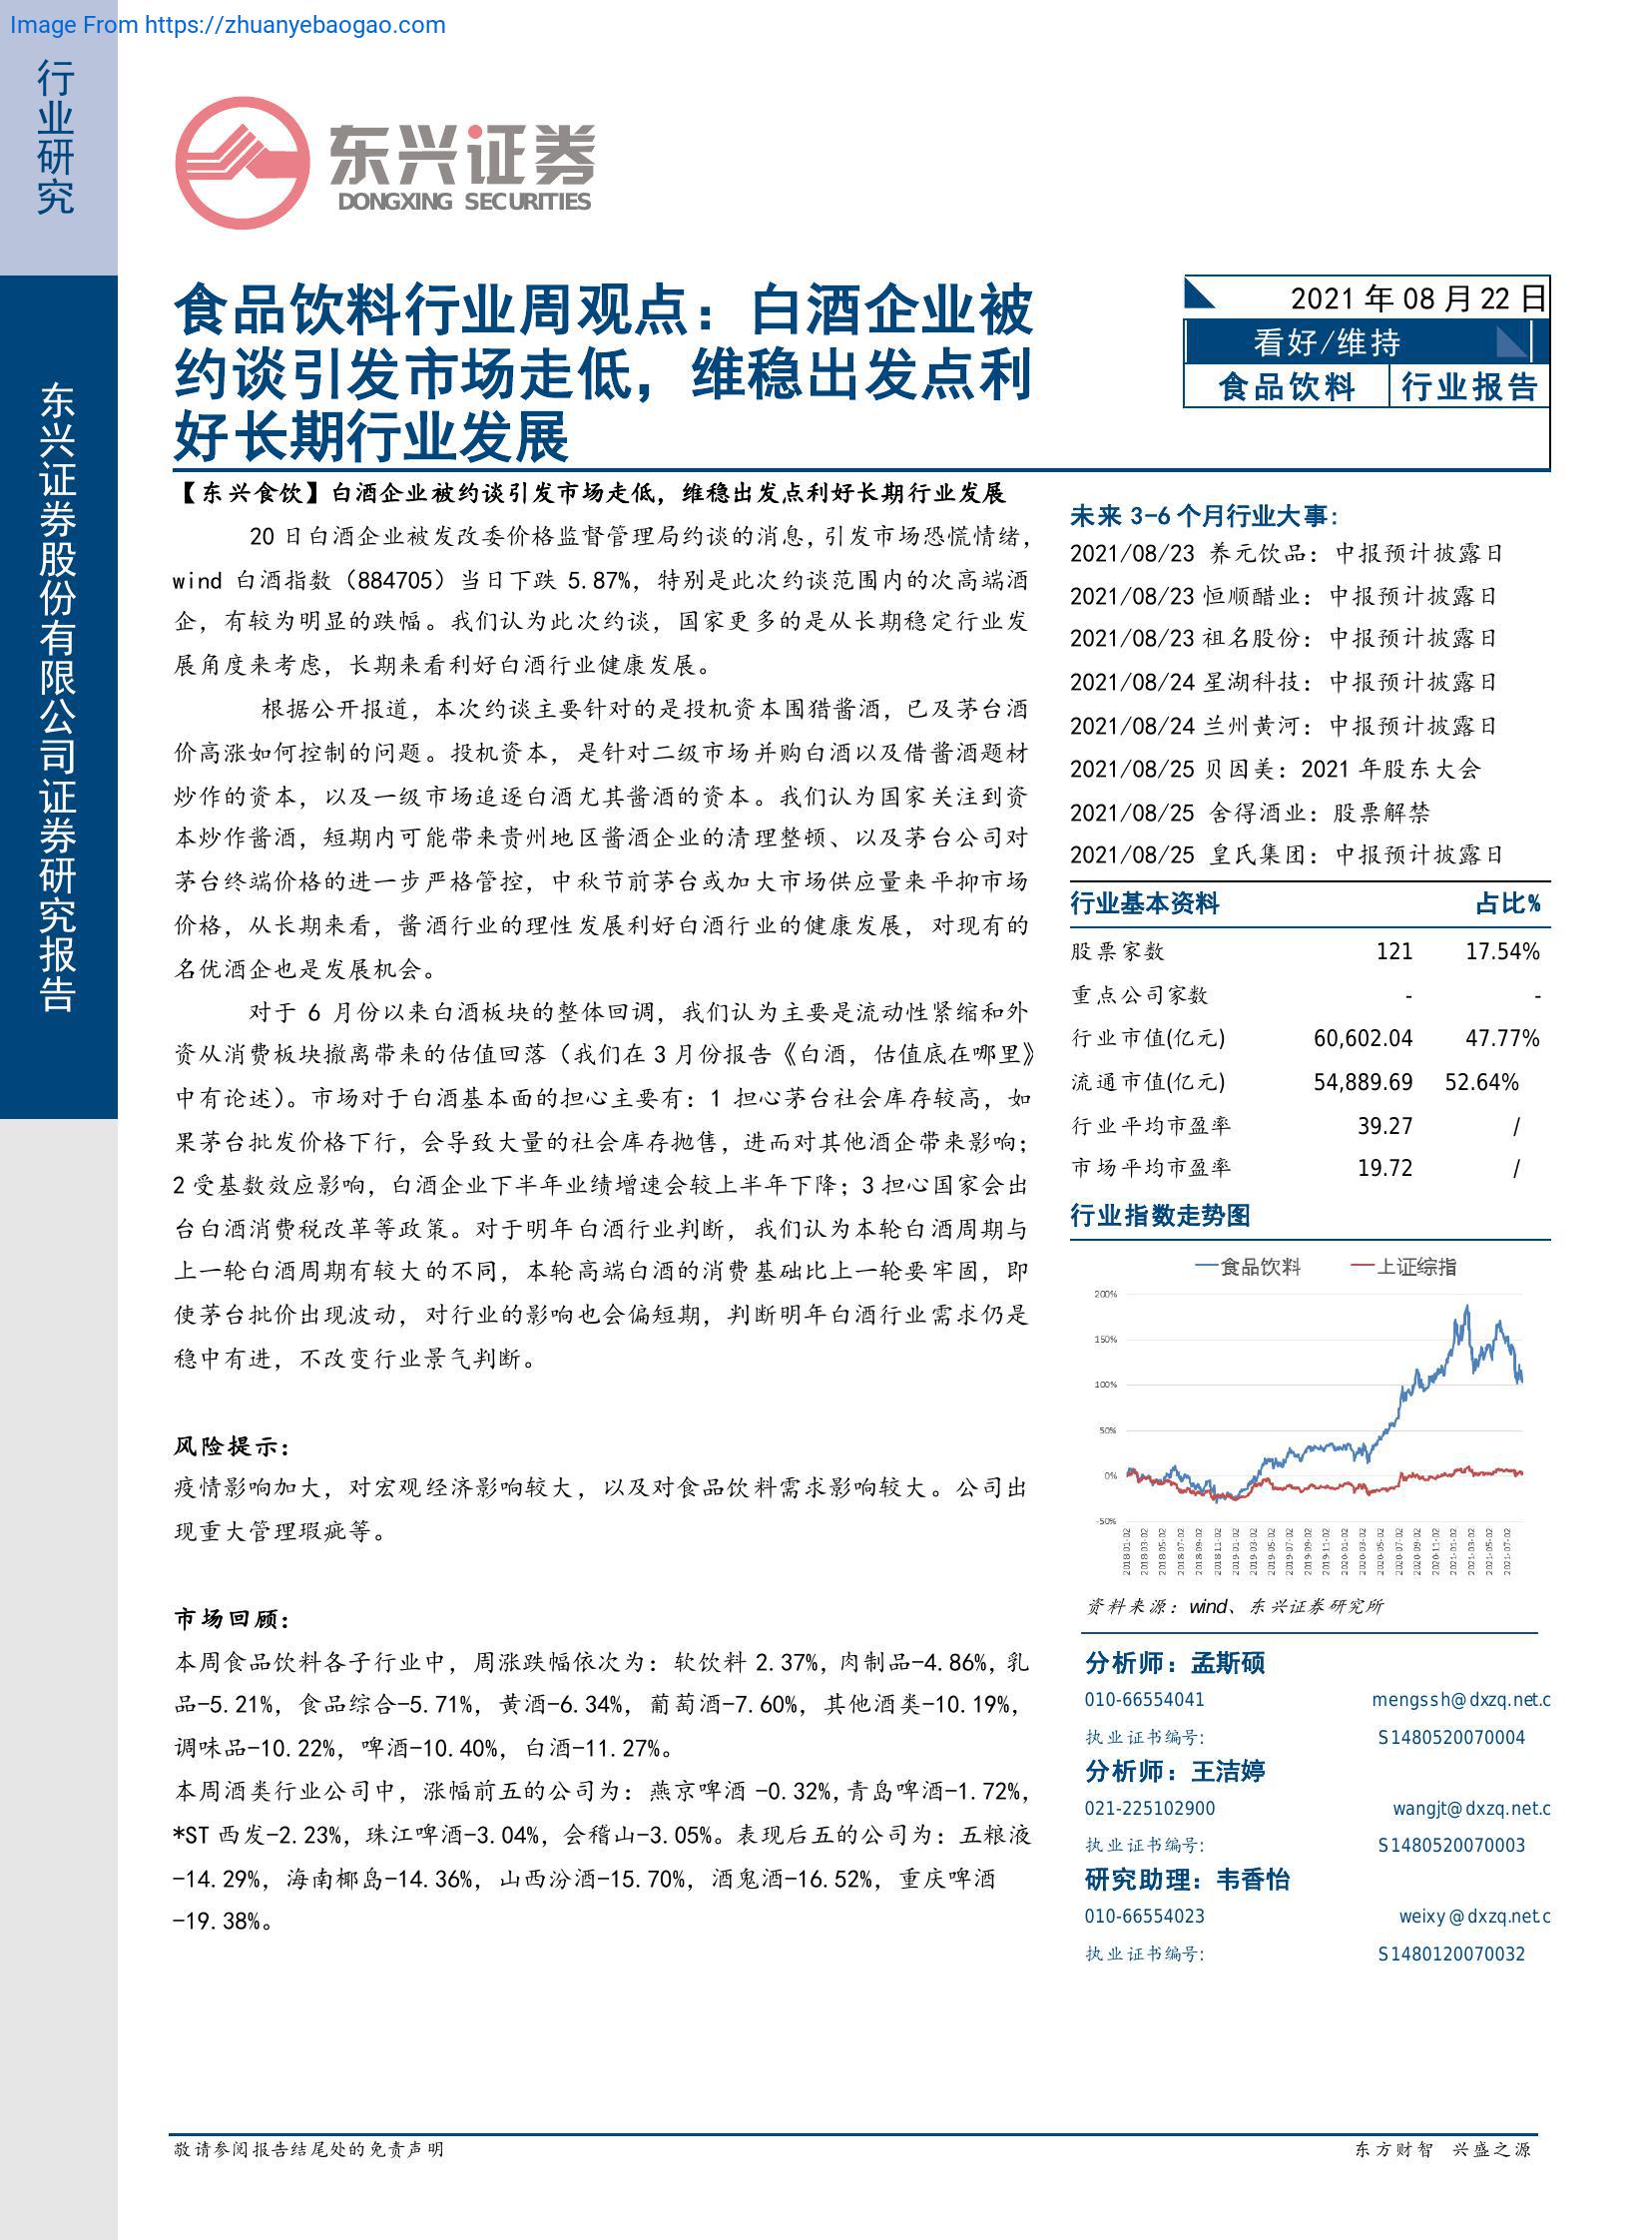 Image From https://zhuanyebaogao.com
行业研究
东兴证券股份有限公司证券研究报告
东兴证券
DONGXING SECURITIES
食品饮料行业周观点：白酒企业被
约谈引发市场走低，维稳出发点利
好长期行业发展
2021 年 08 月 22 日
看好/维持
食品饮料 行业报告
【东兴食饮】白酒企业被约谈引发市场走低，维稳出发点利好长期行业发展
20 日白酒企业被发改委价格监督管理局约谈的消息，引发市场恐慌情绪，
wind 白酒指数（884705）当日下跌 5.87%，特别是此次约谈范围内的次高端酒
企，有较为明显的跌幅。我们认为此次约谈，国家更多的是从长期稳定行业发
展角度来考虑，长期来看利好白酒行业健康发展。
根据公开报道，本次约谈主要针对的是投机资本围猎酱酒，已及茅台酒
价高涨如何控制的问题。投机资本，是针对二级市场并购白酒以及借酱酒题材
炒作的资本，以及一级市场追逐白酒尤其酱酒的资本。我们认为国家关注到资
本炒作酱酒，短期内可能带来贵州地区酱酒企业的清理整顿、以及茅台公司对
茅台终端价格的进一步严格管控，中秋节前茅台或加大市场供应量来平抑市场
价格，从长期来看，酱酒行业的理性发展利好白酒行业的健康发展，对现有的
名优酒企也是发展机会。
对于 6 月份以来白酒板块的整体回调，我们认为主要是流动性紧缩和外
资从消费板块撤离带来的估值回落（我们在 3 月份报告《白酒，估值底在哪里》
中有论述）。市场对于白酒基本面的担心主要有：1 担心茅台社会库存较高，如
果茅台批发价格下行，会导致大量的社会库存抛售，进而对其他酒企带来影响；
2 受基数效应影响，白酒企业下半年业绩增速会较上半年下降；3 担心国家会出
台白酒消费税改革等政策。对于明年白酒行业判断，我们认为本轮白酒周期与
上一轮白酒周期有较大的不同，本轮高端白酒的消费基础比上一轮要牢固，即
使茅台批价出现波动，对行业的影响也会偏短期，判断明年白酒行业需求仍是
稳中有进，不改变行业景气判断。
风险提示：
疫情影响加大，对宏观经济影响较大，以及对食品饮料需求影响较大。公司出
现重大管理瑕疵等。
市场回顾：
本周食品饮料各子行业中，周涨跌幅依次为：软饮料 2.37%，肉制品-4.86%，乳
品-5.21%，食品综合-5.71%，黄酒-6.34%，葡萄酒-7.60%，其他酒类-10.19%，
调味品-10.22%，啤酒-10.40%，白酒-11.27%。
本周酒类行业公司中，涨幅前五的公司为：燕京啤酒 -0.32%，青岛啤酒-1.72%，
*ST 西发-2.23%，珠江啤酒-3.04%，会稽山-3.05%。表现后五的公司为：五粮液
-14.29%，海南椰岛-14.36%，山西汾酒-15.70%，酒鬼酒-16.52%，重庆啤酒
-19.38%。
未来 3-6 个月行业大事：
2021/08/23 养元饮品：中报预计披露日
2021/08/23 恒顺醋业：中报预计披露日
2021/08/23 祖名股份：中报预计披露日
2021/08/24 星湖科技：中报预计披露日
2021/08/24 兰州黄河：中报预计披露日
2021/08/25 贝因美：2021 年股东大会
2021/08/25 舍得酒业：股票解禁
2021/08/25 皇氏集团：中报预计披露日
行业基本资料 占比%
股票家数 121 17.54%
重点公司家数 - -
行业市值(亿元) 60,602.04 47.77%
流通市值(亿元) 54,889.69 52.64%
行业平均市盈率 39.27 /
市场平均市盈率 19.72 /
行业指数走势图
食品饮料 上证综指
200%
150%
100%
50%
0%
-50%
2018-01-02
2018-03-02
2018-05-02
2018-07-02
2018-09-02
2018-11-02
2019-01-02
2019-03-02
2019-05-02
2019-07-02
2019-09-02
2019-11-02
2020-01-02
2020-03-02
2020-05-02
2020-07-02
2020-09-02
2020-11-02
2021-01-02
2021-03-02
2021-05-02
2021-07-02
资料来源：wind、东兴证券研究所
分析师：孟斯硕
010-66554041 mengssh@dxzq.net.c
执业证书编号: S1480520070004
分析师：王洁婷
021-225102900 wangjt@dxzq.net.c
执业证书编号: S1480520070003
研究助理：韦香怡
010-66554023 weixy@dxzq.net.c
执业证书编号: S1480120070032
敬请参阅报告结尾处的免责声明
东方财智 兴盛之源